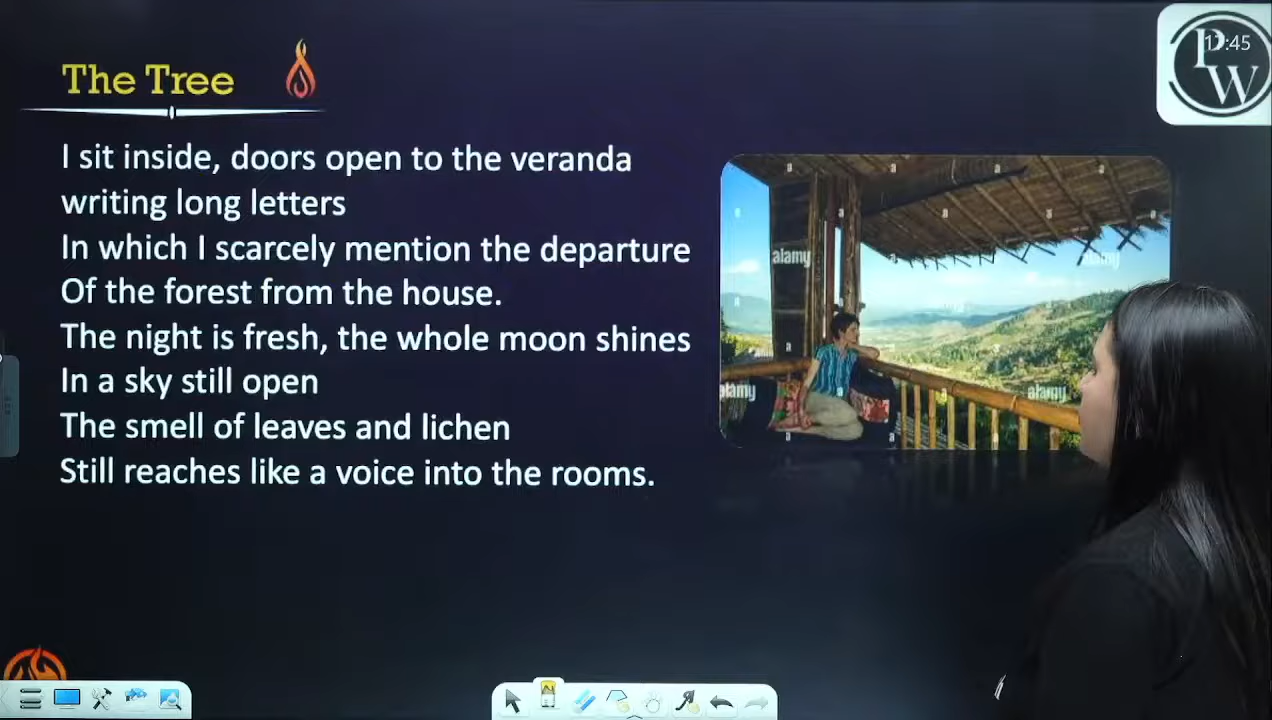 The Tree
I sit inside, doors open to the veranda
writing long letters
In which I scarcely mention the departure
Of the forest from the house.
The night is fresh, the whole moon shines
In a sky still open
The smell of leaves and lichen
Still reaches like a voice into the rooms.
alamy
alamy
alamy
alamy
PW
:45